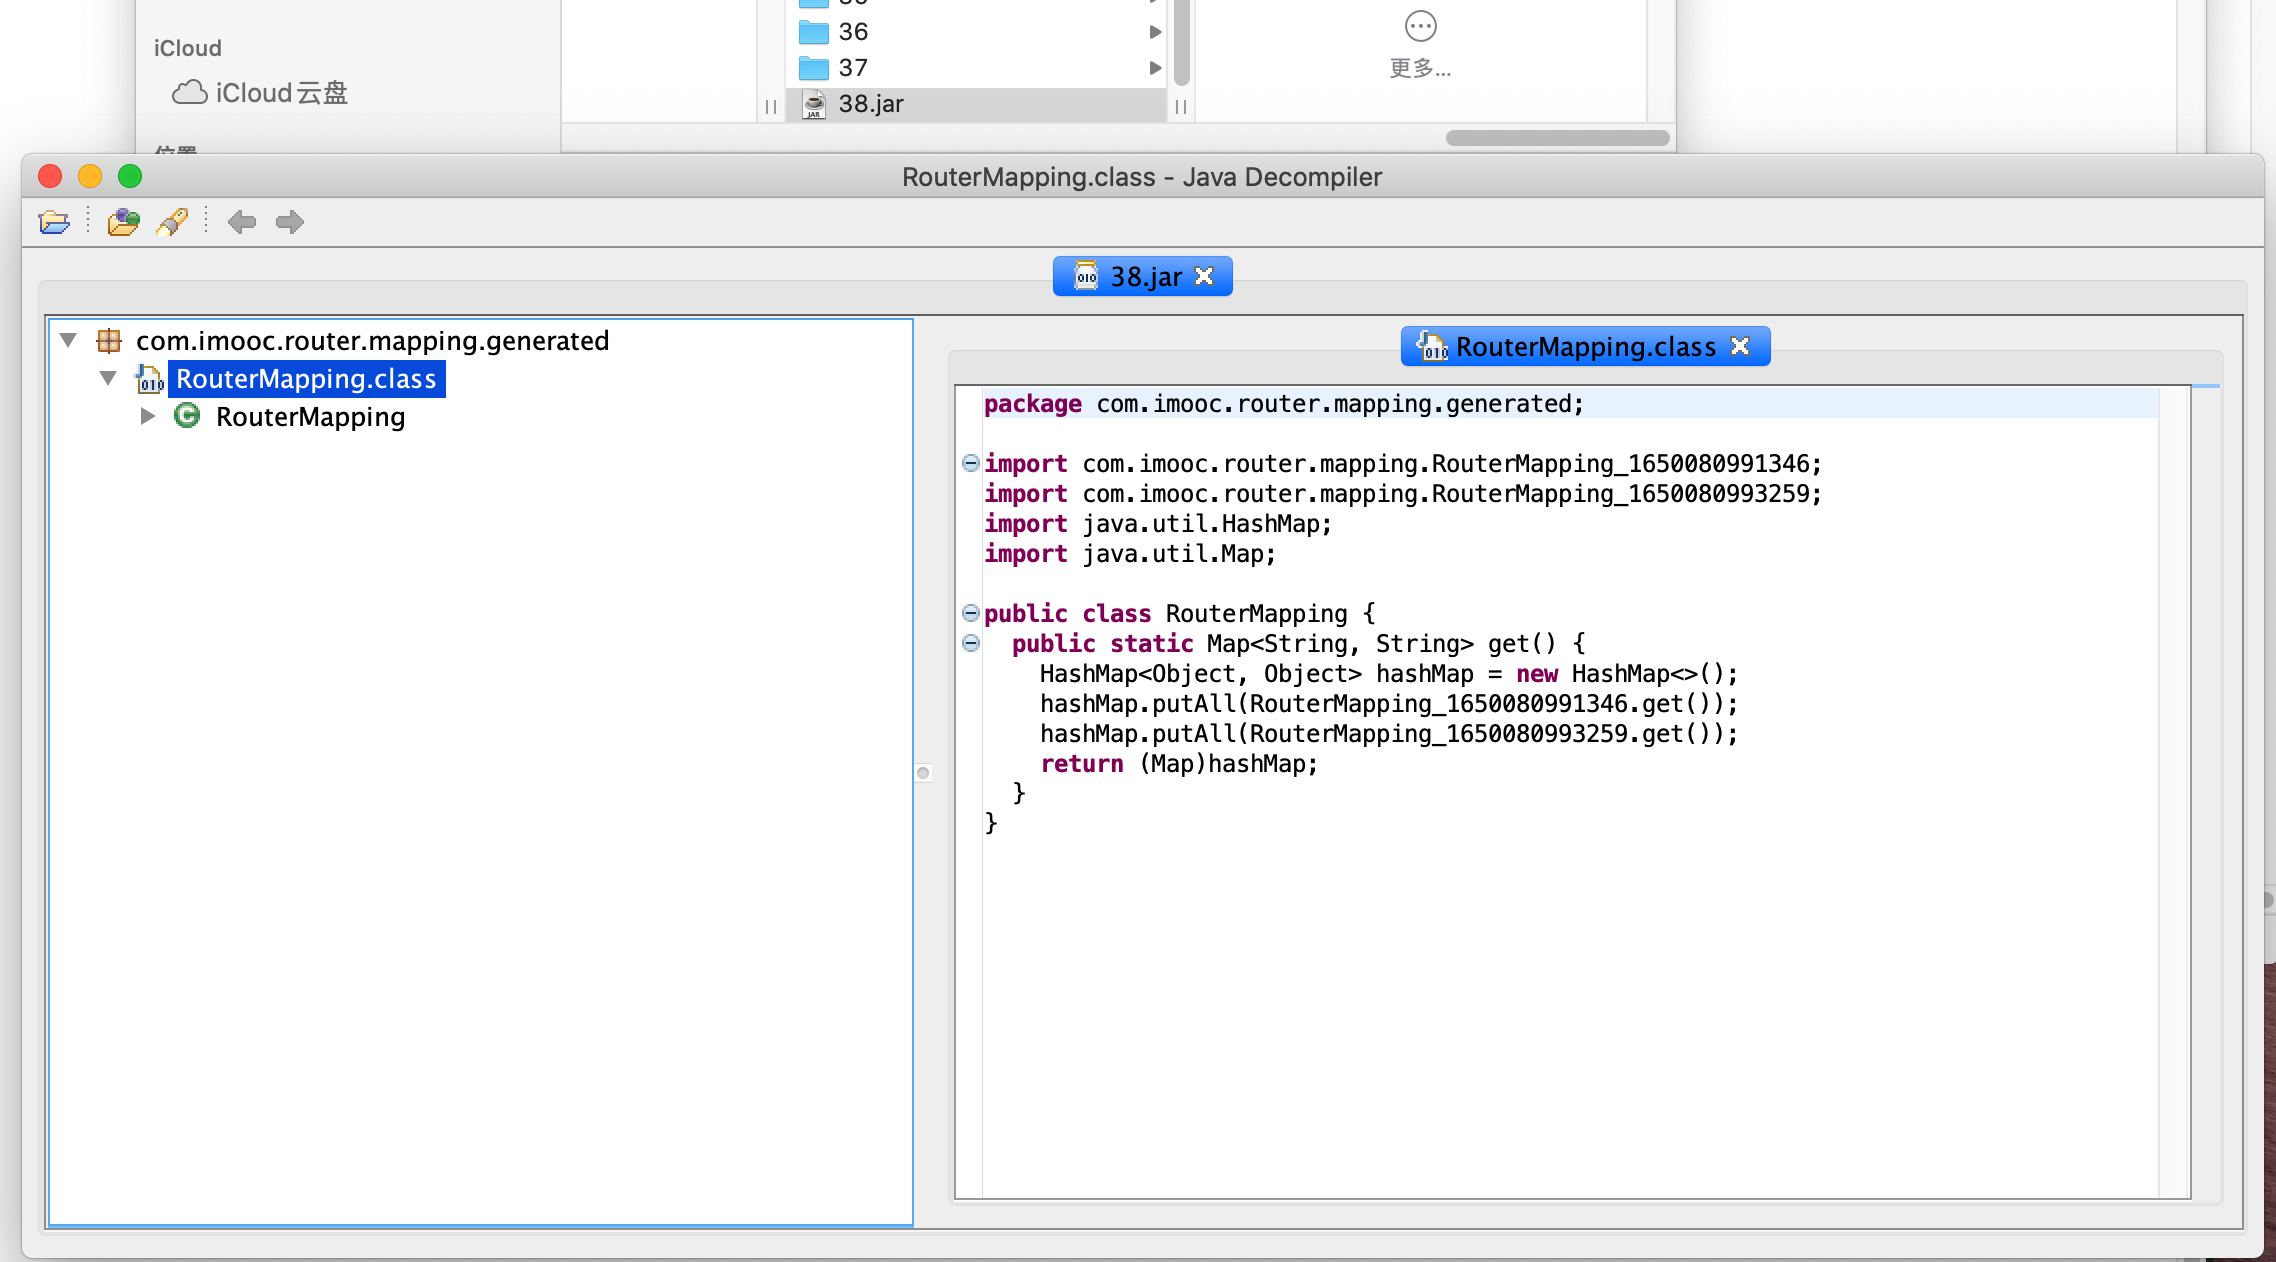 iCloud
iCloud云盘
36
37
38.jar
更多...
RouterMapping.class - Java Decompiler
38.jar
com.imooc.router.mapping.generated
RouterMapping.class
RouterMapping
RouterMapping.class
package com.imooc.router.mapping.generated;
import com.imooc.router.mapping.RouterMapping_1650080991346;
import com.imooc.router.mapping.RouterMapping_1650080993259;
import java.util.HashMap;
import java.util.Map;
public class RouterMapping {
public static Map<String, String> get() {
HashMap<Object, Object> hashMap = new HashMap<>();
hashMap.putAll(RouterMapping_1650080991346.get());
hashMap.putAll(RouterMapping_1650080993259.get());
return (Map)hashMap;
}
}